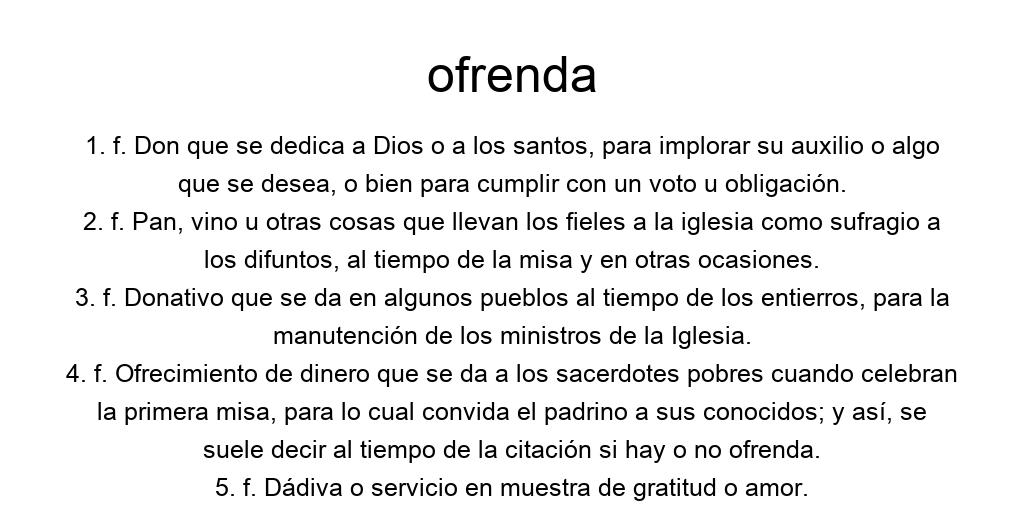 ofrenda
1. f. Don que se dedica a Dios o a los santos, para implorar su auxilio o algo
que se desea, o bien para cumplir con un voto u obligación.
2. f. Pan, vino u otras cosas que llevan los fieles a la iglesia como sufragio a
los difuntos, al tiempo de la misa y en otras ocasiones.
3. f. Donativo que se da en algunos pueblos al tiempo de los entierros, para la
manutención de los ministros de la Iglesia.
4. f. Ofrecimiento de dinero que se da a los sacerdotes pobres cuando celebran
la primera misa, para lo cual convida el padrino a sus conocidos; y así, se
suele decir al tiempo de la citación si hay o no ofrenda.
5. f. Dádiva o servicio en muestra de gratitud o amor.